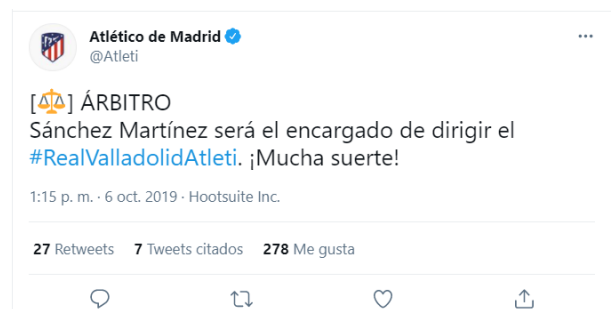 Atlético de Madrid
@Atleti
[⚖] ÁRBITRO
Sánchez Martínez será el encargado de dirigir el
#RealValladolidAtleti. ¡Mucha suerte!
1:15 p. m. · 6 oct. 2019 · Hootsuite Inc.
27 Retweets 7 Tweets citados 278 Me gusta